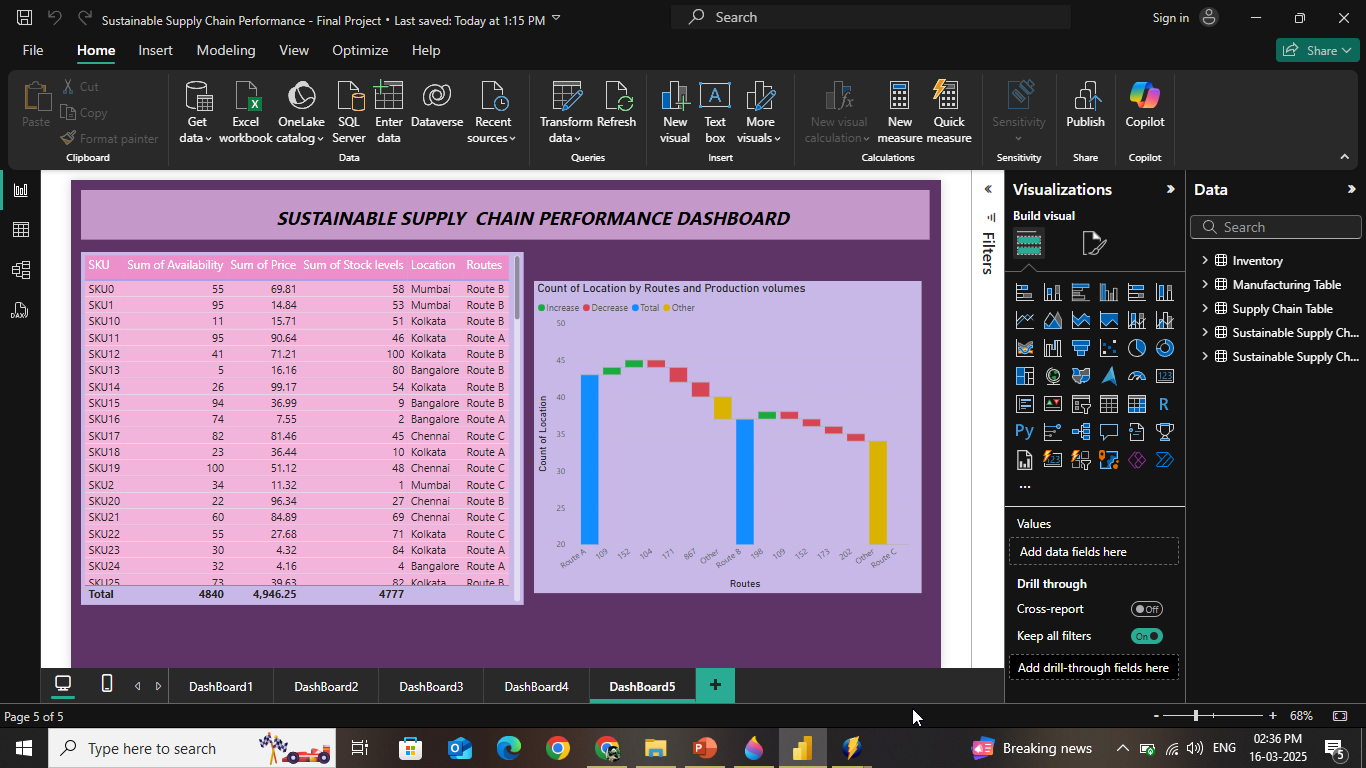 Sustainable Supply Chain Performance - Final Project • Last saved: Today at 1:15 PM
Search
Sign in
File Home Insert Modeling View Optimize Help
Share
Paste
Cut
Copy
Format painter
Clipboard
Get data
Excel workbook
OneLake catalog
SQL Server
Enter data
Dataverse
Recent sources
Data
Transform data
Refresh
Queries
New visual
Text box
More visuals
Insert
New visual calculation
New measure
Quick measure
Calculations
Sensitivity
Sensitivity
Publish
Share
Copilot
Copilot
SUSTAINABLE SUPPLY CHAIN PERFORMANCE DASHBOARD
SKU Sum of Availability Sum of Price Sum of Stock levels Location Routes
SKU0 55 69.81 58 Mumbai Route B
SKU1 95 14.84 53 Mumbai Route B
SKU10 11 15.71 51 Kolkata Route B
SKU11 95 90.64 46 Kolkata Route A
SKU12 41 71.21 100 Kolkata Route B
SKU13 5 16.16 80 Bangalore Route B
SKU14 26 99.17 54 Kolkata Route B
SKU15 94 36.99 9 Bangalore Route B
SKU16 74 7.55 2 Bangalore Route A
SKU17 82 81.46 45 Chennai Route C
SKU18 23 36.44 10 Kolkata Route A
SKU19 100 51.12 48 Chennai Route C
SKU2 34 11.32 1 Mumbai Route C
SKU20 22 96.34 27 Chennai Route B
SKU21 60 84.89 69 Chennai Route C
SKU22 55 27.68 71 Kolkata Route C
SKU23 30 4.32 84 Kolkata Route A
SKU24 32 4.16 4 Bangalore Route A
SKU25 73 39.63 82 Kolkata Route B
Total 4840 4,946.25 4777
Count of Location by Routes and Production volumes
Increase Decrease Total Other
50
45
40
35
30
25
20
Count of Location
Route A 109 152 104 171 867 Other Route B 198 109 152 173 202 Other Route C
Routes
Filters
Visualizations
Build visual
123
R
Py
123
...
Values
Add data fields here
Drill through
Cross-report Off
Keep all filters On
Add drill-through fields here
Data
Search
Inventory
Manufacturing Table
Supply Chain Table
Sustainable Supply Ch...
Sustainable Supply Ch...
DashBoard1 DashBoard2 DashBoard3 DashBoard4 DashBoard5 +
Page 5 of 5
- + 68%
Type here to search
Breaking news
ENG
02:36 PM
16-03-2025
5